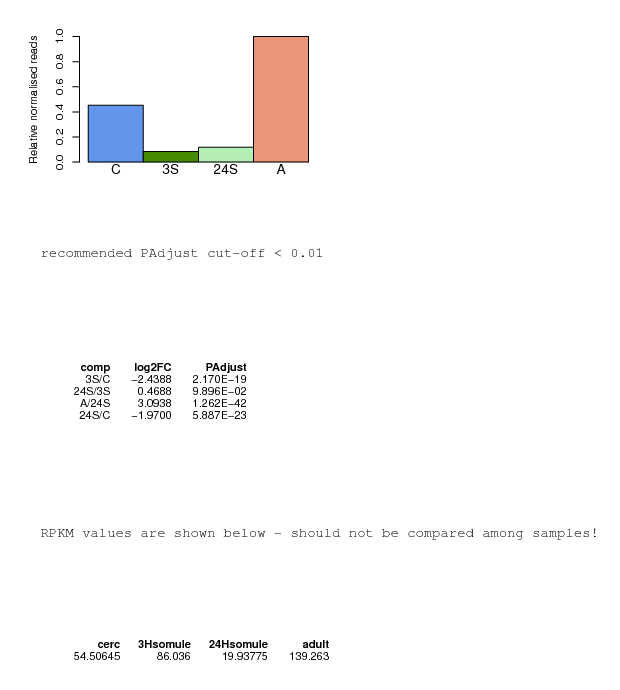 Relative normalised reads
1.0
0.8
0.6
0.4
0.2
0.0
C 3S 24S A
recommended PAdjust cut-off < 0.01
comp log2FC PAdjust
3S/C −2.4388 2.170E−19
24S/3S 0.4688 9.896E−02
A/24S 3.0938 1.262E−42
24S/C −1.9700 5.887E−23
RPKM values are shown below - should not be compared among samples!
cerc 3Hsomule 24Hsomule adult
54.50645 86.036 19.93775 139.263